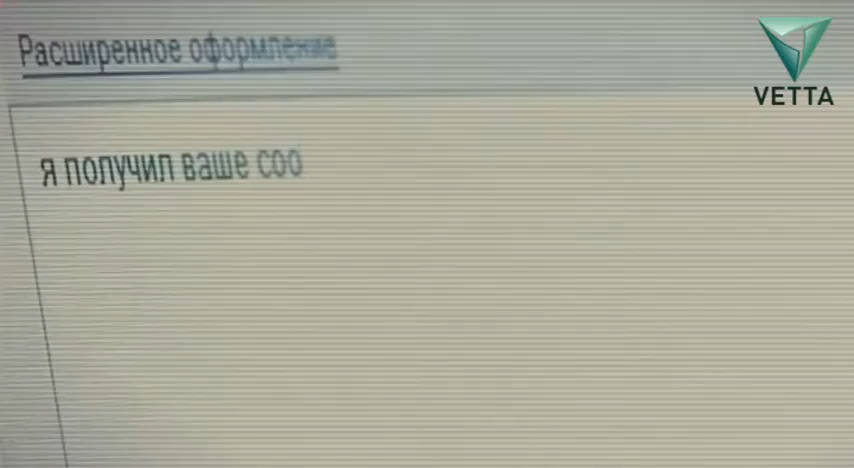 Расширенное оформление
я получил ваше соо
VETTA